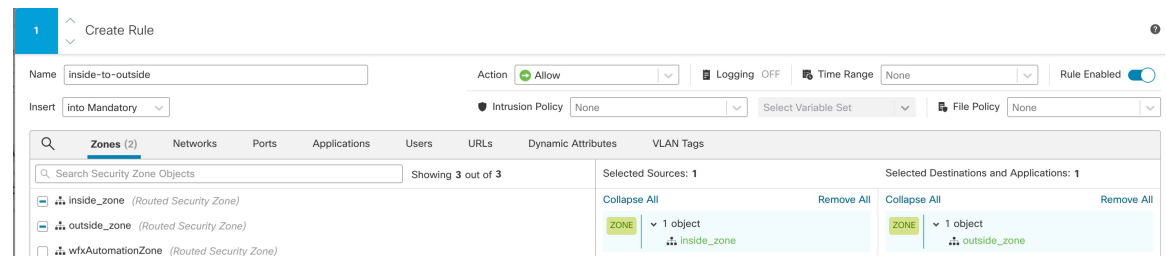 1 Create Rule ?
Name inside-to-outside Action Allow Logging OFF Time Range None Rule Enabled
Insert into Mandatory Intrusion Policy None Select Variable Set File Policy None
Zones (2) Networks Ports Applications Users URLs Dynamic Attributes VLAN Tags
Search Security Zone Objects Showing 3 out of 3 Selected Sources: 1 Selected Destinations and Applications: 1
inside_zone (Routed Security Zone) Collapse All Remove All Collapse All Remove All
outside_zone (Routed Security Zone) ZONE 1 object ZONE 1 object
inside_zone outside_zone
wfxAutomationZone (Routed Security Zone)